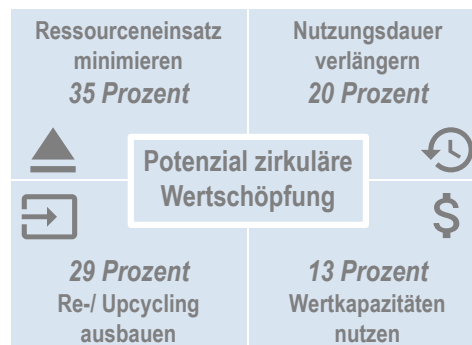 Ressourceneinsatz
minimieren
35 Prozent
Nutzungsdauer
verlängern
20 Prozent
Potenzial zirkuläre
Wertschöpfung
$
29 Prozent
Re-/ Upcycling
ausbauen
13 Prozent
Wertkapazitäten
nutzen